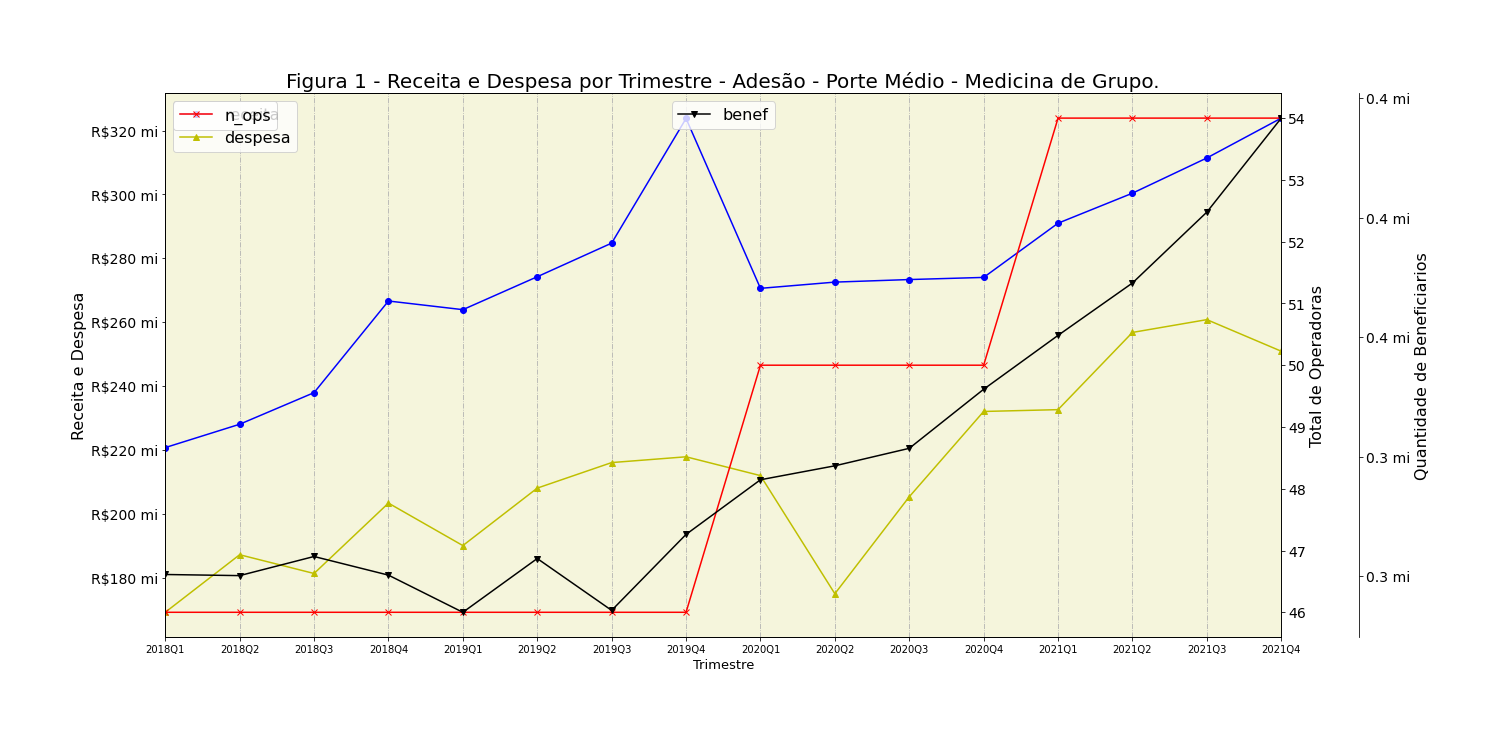 Figura 1 - Receita e Despesa por Trimestre - Adesão - Porte Médio - Medicina de Grupo.
n_ops
receita
despesa
benef
Receita e Despesa
R$320 mi
R$300 mi
R$280 mi
R$260 mi
R$240 mi
R$220 mi
R$200 mi
R$180 mi
54
53
52
51
50
49
48
47
46
Total de Operadoras
0.4 mi
0.4 mi
0.4 mi
0.3 mi
0.3 mi
Quantidade de Beneficiarios
2018Q1 2018Q2 2018Q3 2018Q4 2019Q1 2019Q2 2019Q3 2019Q4 2020Q1 2020Q2 2020Q3 2020Q4 2021Q1 2021Q2 2021Q3 2021Q4
Trimestre